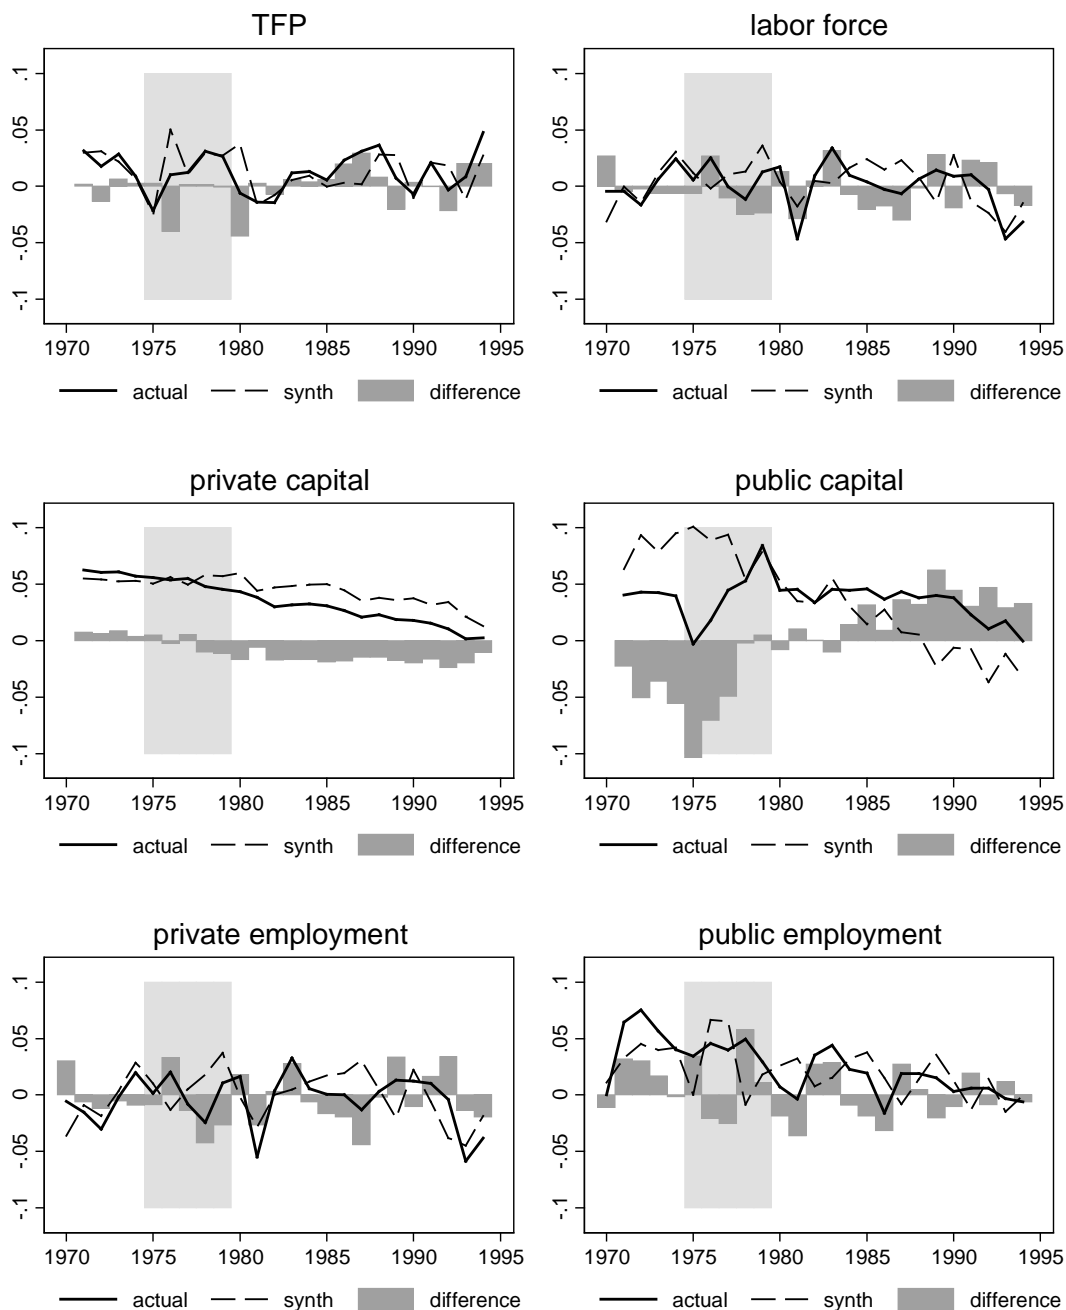 TFP
labor force
.1
.05
0
-.05
-.1
1970 1975 1980 1985 1990 1995
actual synth difference
.1
.05
0
-.05
-.1
1970 1975 1980 1985 1990 1995
actual synth difference
private capital
public capital
.1
.05
0
-.05
-.1
1970 1975 1980 1985 1990 1995
actual synth difference
.1
.05
0
-.05
-.1
1970 1975 1980 1985 1990 1995
actual synth difference
private employment
public employment
.1
.05
0
-.05
-.1
1970 1975 1980 1985 1990 1995
actual synth difference
.1
.05
0
-.05
-.1
1970 1975 1980 1985 1990 1995
actual synth difference